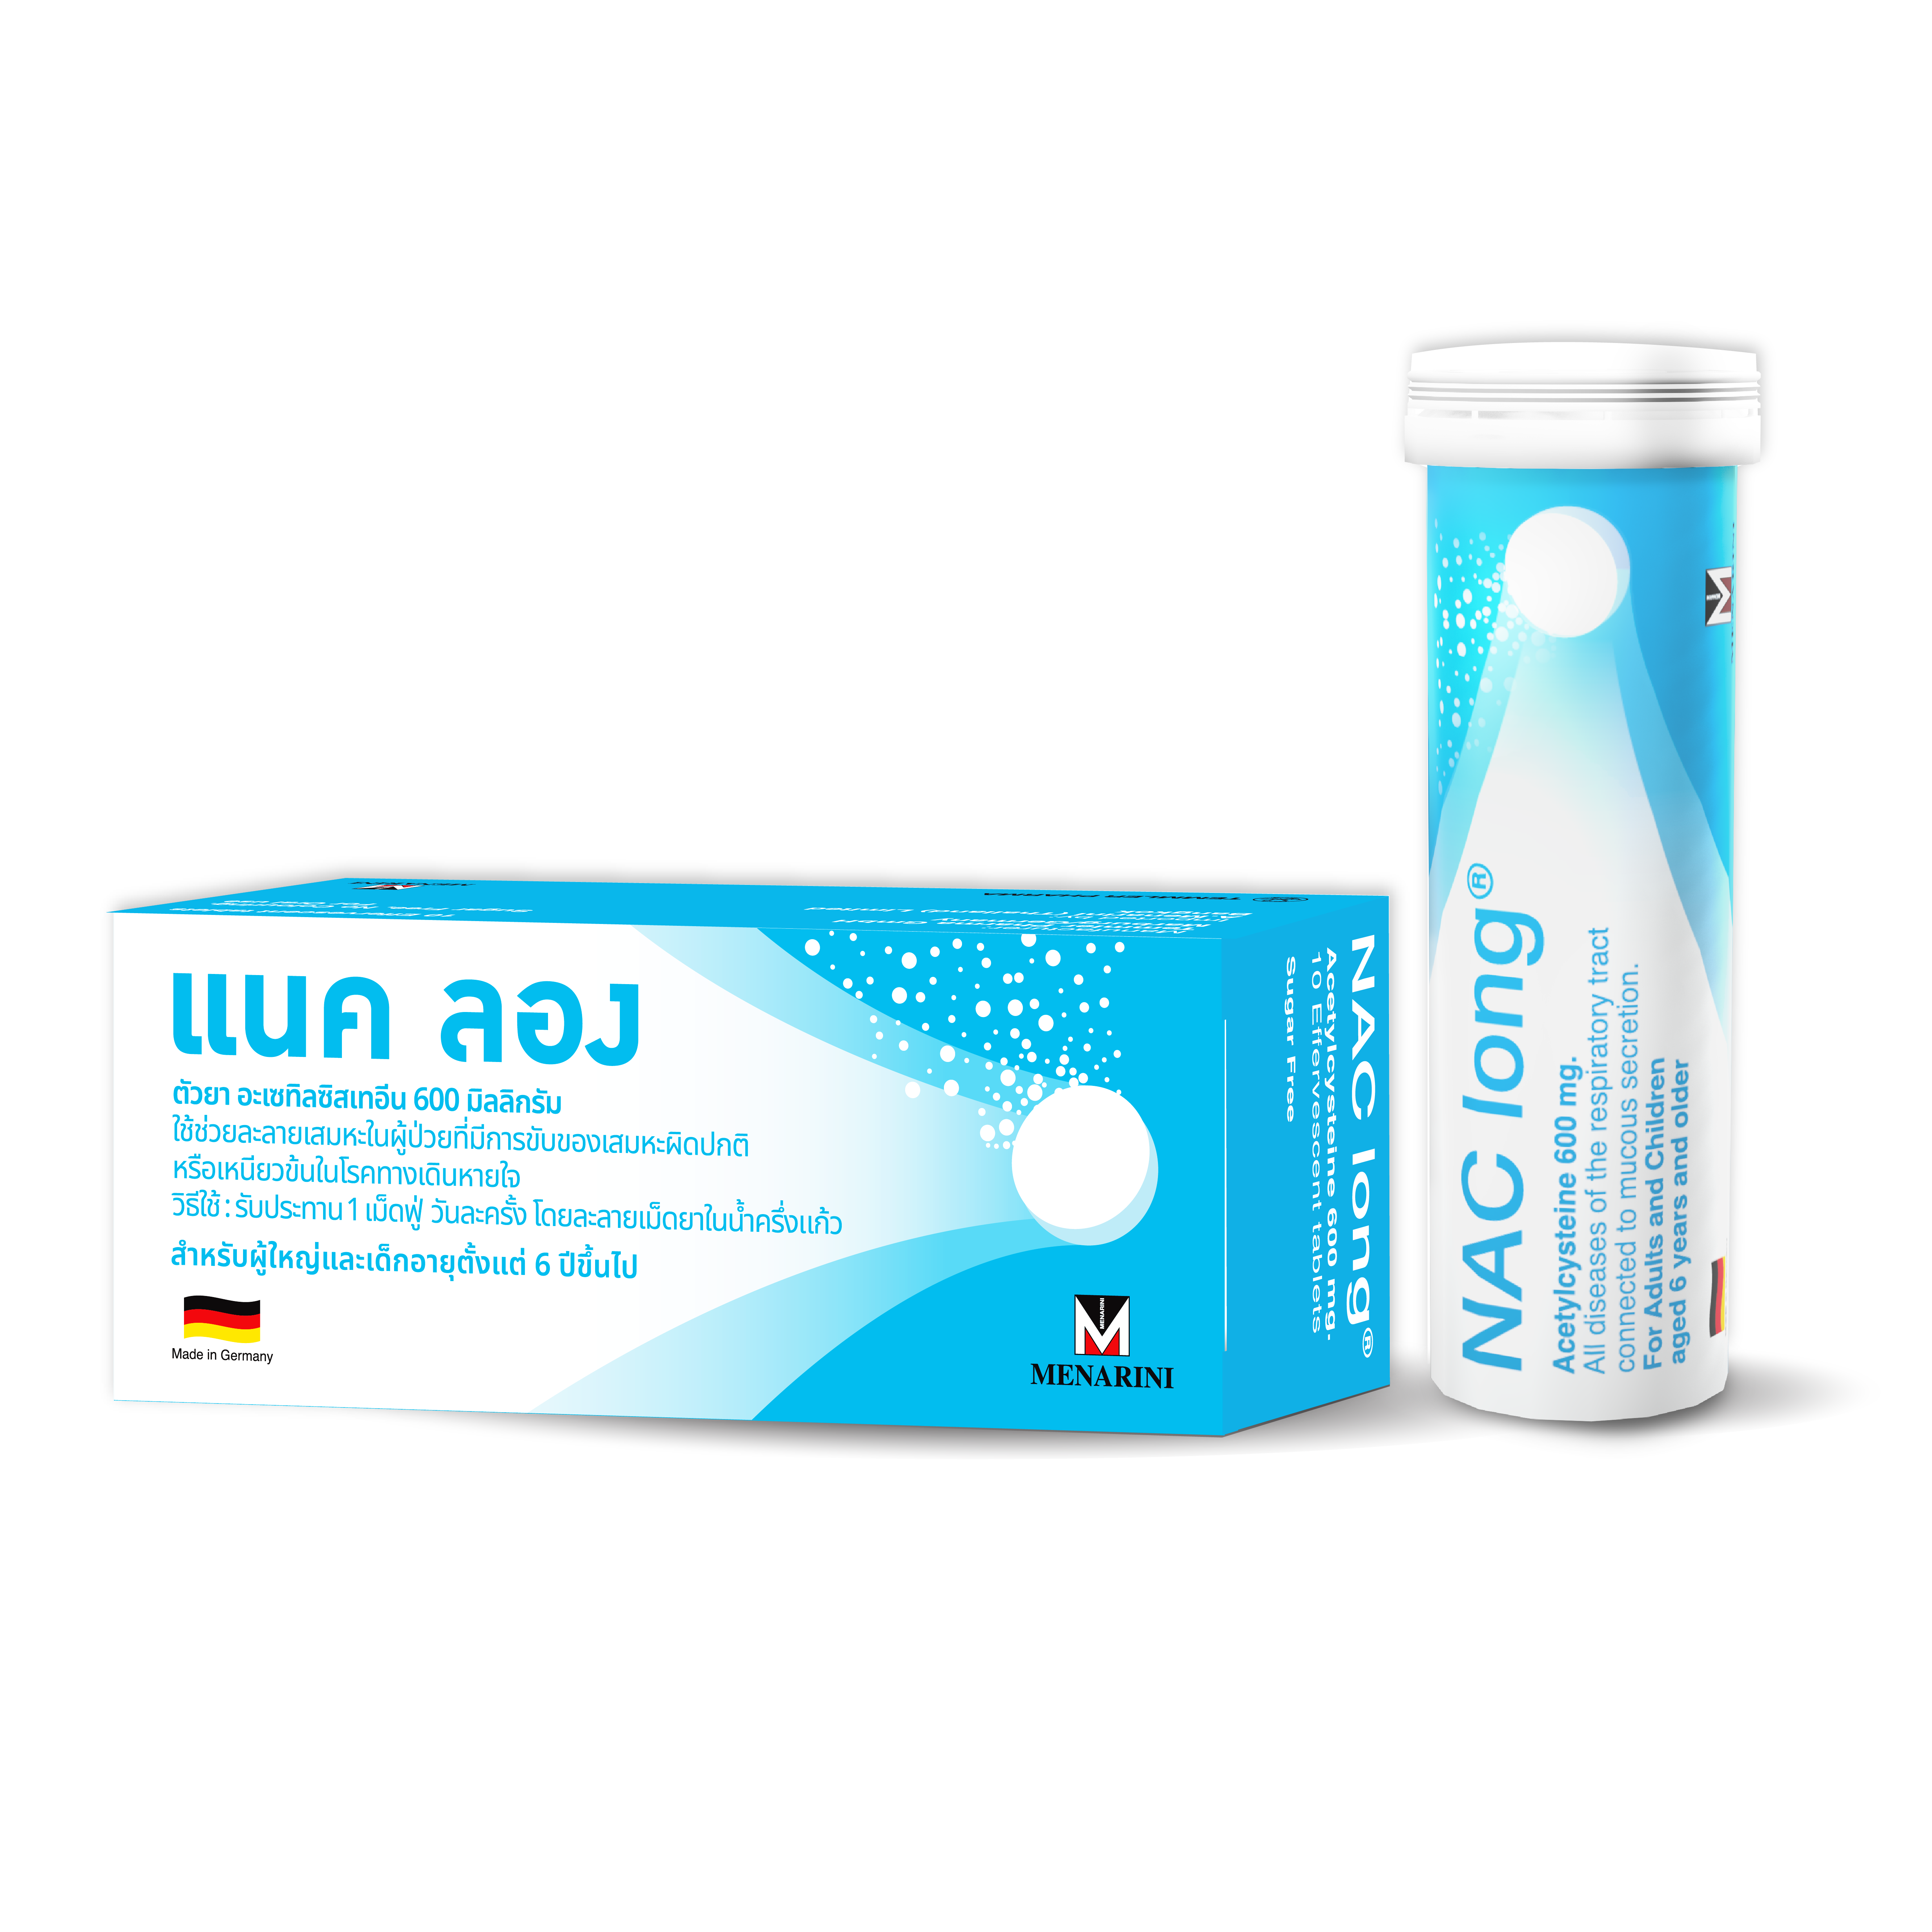 แนค ลอง
ตัวยา อะเซทิลซิสเทอีน 600 มิลลิกรัม
ใช้ช่วยละลายเสมหะในผู้ป่วยที่มีการขับของเสมหะผิดปกติ
หรือเหนียวข้นในโรคทางเดินหายใจ
วิธีใช้ : รับประทาน 1 เม็ดฟู่ วันละครั้ง โดยละลายเม็ดยาในน้ำครึ่งแก้ว
สำหรับผู้ใหญ่และเด็กอายุตั้งแต่ 6 ปีขึ้นไป
Made in Germany
MENARINI
MENARINI
NAC long®
Acetylcysteine 600 mg.
10 Effervescent tablets
Sugar Free
NAC long®
Acetylcysteine 600 mg.
All diseases of the respiratory tract
connected to mucous secretion.
For Adults and Children
aged 6 years and older